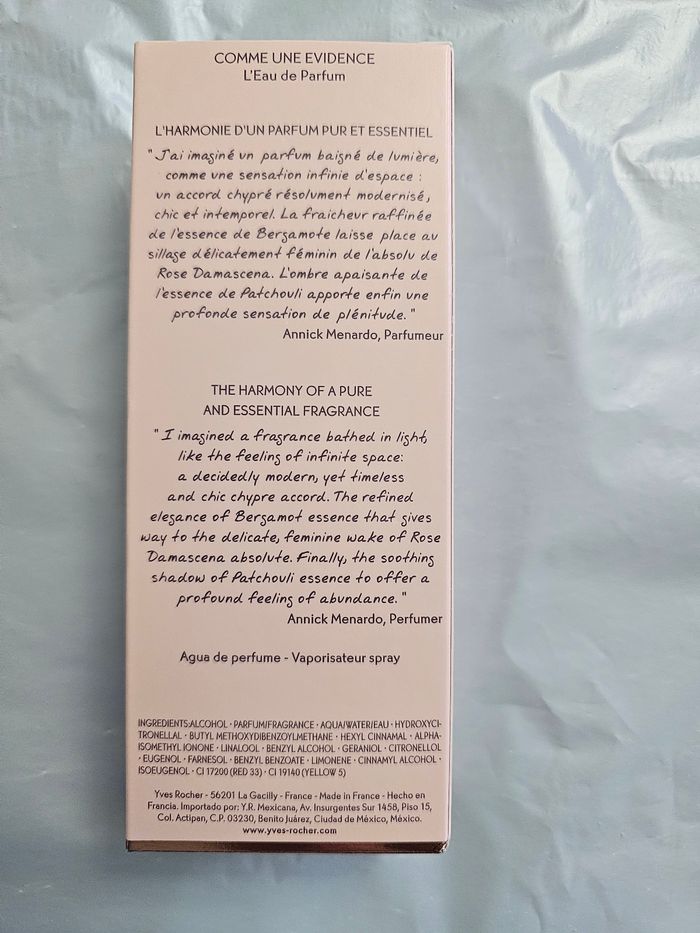 COMME UNE EVIDENCE
L'Eau de Parfum
L'HARMONIE D'UN PARFUM PUR ET ESSENTIEL
"J'ai imaginé un parfum baigné de lumière,
comme une sensation infinie d'espace :
un accord chypré résolument modernisé,
chic et intemporel. La fraicheur raffinée
de l'essence de Bergamote laisse place au
sillage délicatement féminin de l'absolu de
Rose Damascena. L'ombre apaisante de
l'essence de Patchouli apporte enfin une
profonde sensation de plénitude."
Annick Menardo, Parfumeur
THE HARMONY OF A PURE
AND ESSENTIAL FRAGRANCE
"I imagined a fragrance bathed in light,
like the feeling of infinite space:
a decidedly modern, yet timeless
and chic chypre accord. The refined
elegance of Bergamot essence that gives
way to the delicate, feminine wake of Rose
Damascena absolute. Finally, the soothing
shadow of Patchouli essence to offer a
profound feeling of abundance."
Annick Menardo, Perfumer
Agua de perfume - Vaporisateur spray
INGREDIENTS:ALCOHOL · PARFUM/FRAGRANCE · AQUA/WATER/EAU · HYDROXYCI-
TRONELLAL · BUTYL METHOXYDIBENZOYLMETHANE · HEXYL CINNAMAL · ALPHA-
ISOMETHYL IONONE · LINALOOL · BENZYL ALCOHOL · GERANIOL · CITRONELLOL
· EUGENOL · FARNESOL · BENZYL BENZOATE · LIMONENE · CINNAMYL ALCOHOL ·
ISOEUGENOL · CI 17200 (RED 33) · CI 19140 (YELLOW 5)
Yves Rocher - 56201 La Gacilly - France - Made in France - Hecho en
Francia. Importado por: Y.R. Mexicana, Av. Insurgentes Sur 1458, Piso 15,
Col. Actipan, C.P. 03230, Benito Juárez, Ciudad de México, México.
www.yves-rocher.com